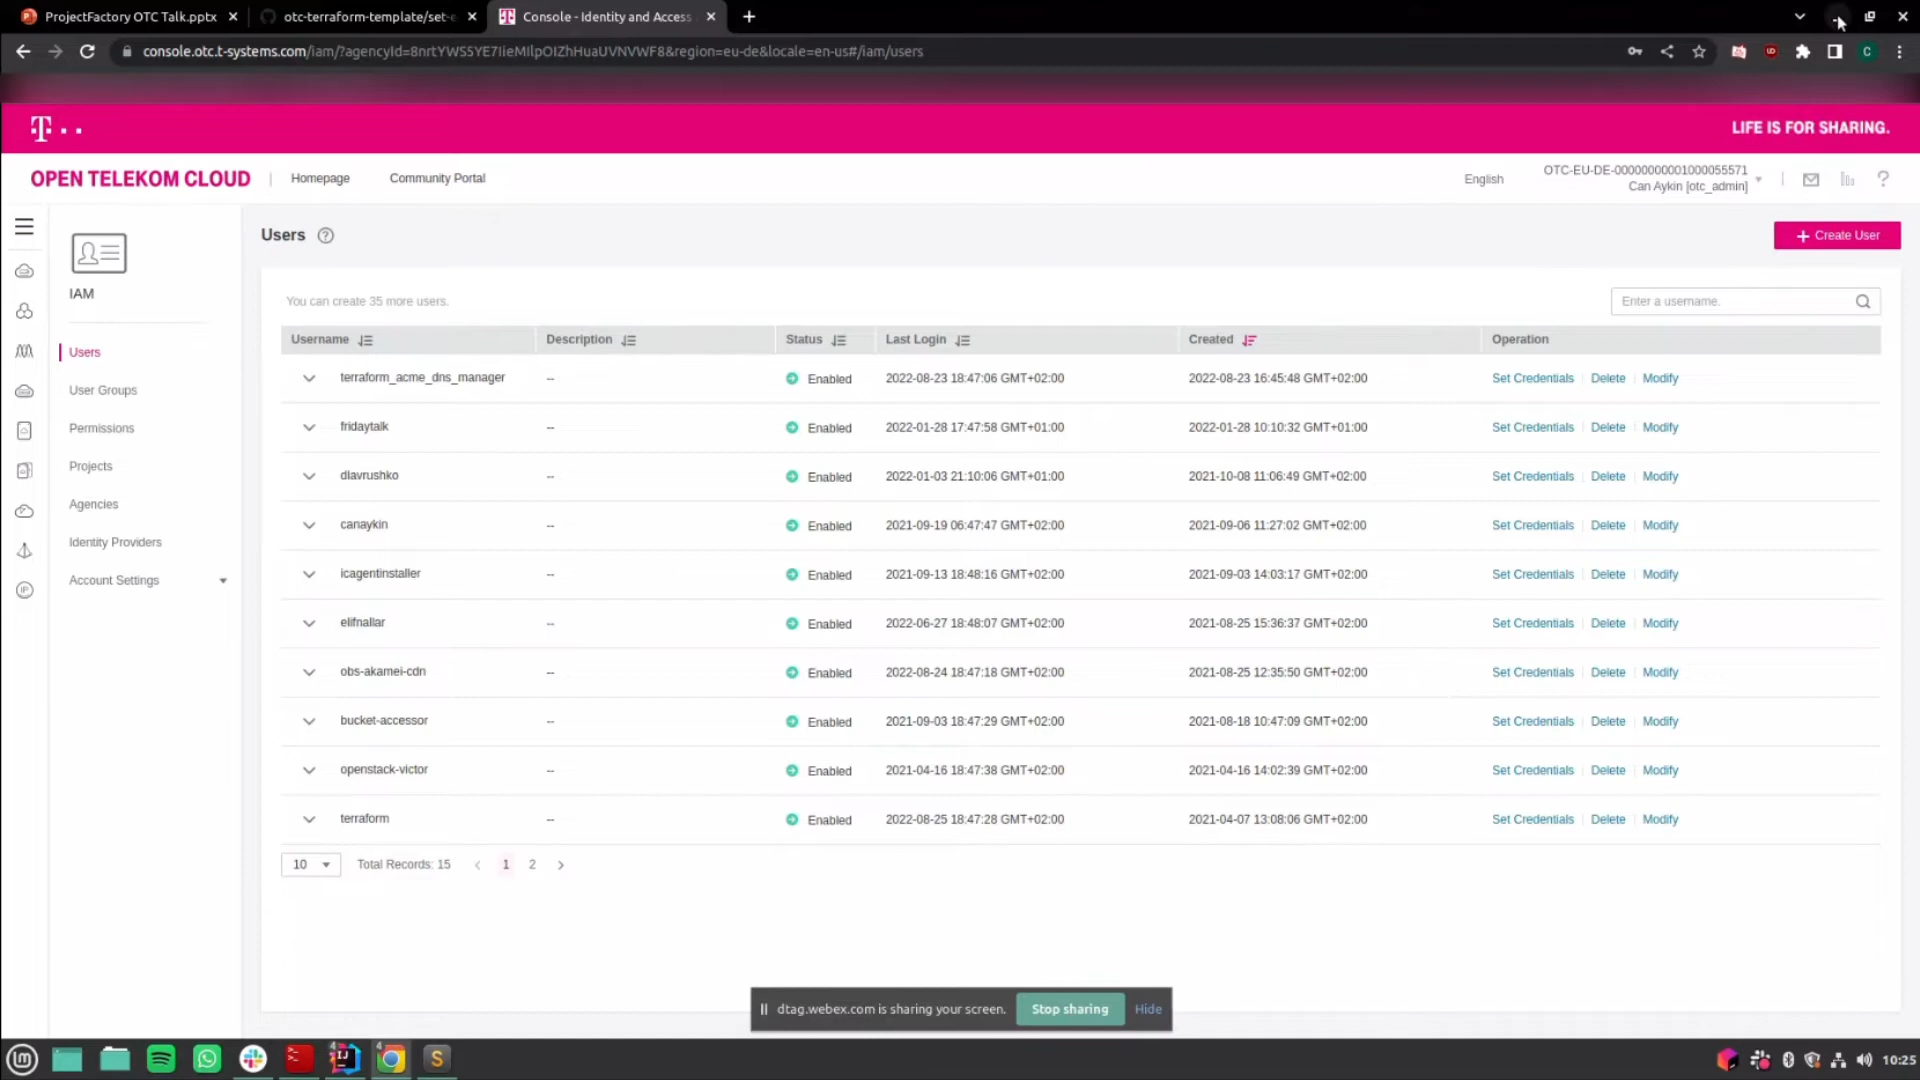 ProjectFactory OTC Talk.pptx
otc-terraform-template/set-e
Console - Identity and Access
console.otc.t-systems.com/iam/?agencyId=8nrtYWS5YE7IieMIlpOIZhHuaUVNVWF8&region=eu-de&locale=en-us#/iam/users
LIFE IS FOR SHARING.
OPEN TELEKOM CLOUD
Homepage
Community Portal
English
OTC-EU-DE-00000000001000055571
Can Aykin [otc_admin]
IAM
Users
User Groups
Permissions
Projects
Agencies
Identity Providers
Account Settings
Users
+ Create User
You can create 35 more users.
Enter a username.
Username Description Status Last Login Created Operation
terraform_acme_dns_manager -- Enabled 2022-08-23 18:47:06 GMT+02:00 2022-08-23 16:45:48 GMT+02:00 Set Credentials Delete Modify
fridaytalk -- Enabled 2022-01-28 17:47:58 GMT+01:00 2022-01-28 10:10:32 GMT+01:00 Set Credentials Delete Modify
dlavrushko -- Enabled 2022-01-03 21:10:06 GMT+01:00 2021-10-08 11:06:49 GMT+02:00 Set Credentials Delete Modify
canaykin -- Enabled 2021-09-19 06:47:47 GMT+02:00 2021-09-06 11:27:02 GMT+02:00 Set Credentials Delete Modify
icagentinstaller -- Enabled 2021-09-13 18:48:16 GMT+02:00 2021-09-03 14:03:17 GMT+02:00 Set Credentials Delete Modify
elifnallar -- Enabled 2022-06-27 18:48:07 GMT+02:00 2021-08-25 15:36:37 GMT+02:00 Set Credentials Delete Modify
obs-akamei-cdn -- Enabled 2022-08-24 18:47:18 GMT+02:00 2021-08-25 12:35:50 GMT+02:00 Set Credentials Delete Modify
bucket-accessor -- Enabled 2021-09-03 18:47:29 GMT+02:00 2021-08-18 10:47:09 GMT+02:00 Set Credentials Delete Modify
openstack-victor -- Enabled 2021-04-16 18:47:38 GMT+02:00 2021-04-16 14:02:39 GMT+02:00 Set Credentials Delete Modify
terraform -- Enabled 2022-08-25 18:47:28 GMT+02:00 2021-04-07 13:08:06 GMT+02:00 Set Credentials Delete Modify
10 Total Records: 15 < 1 2 >
dtag.webex.com is sharing your screen. Stop sharing Hide
10:25